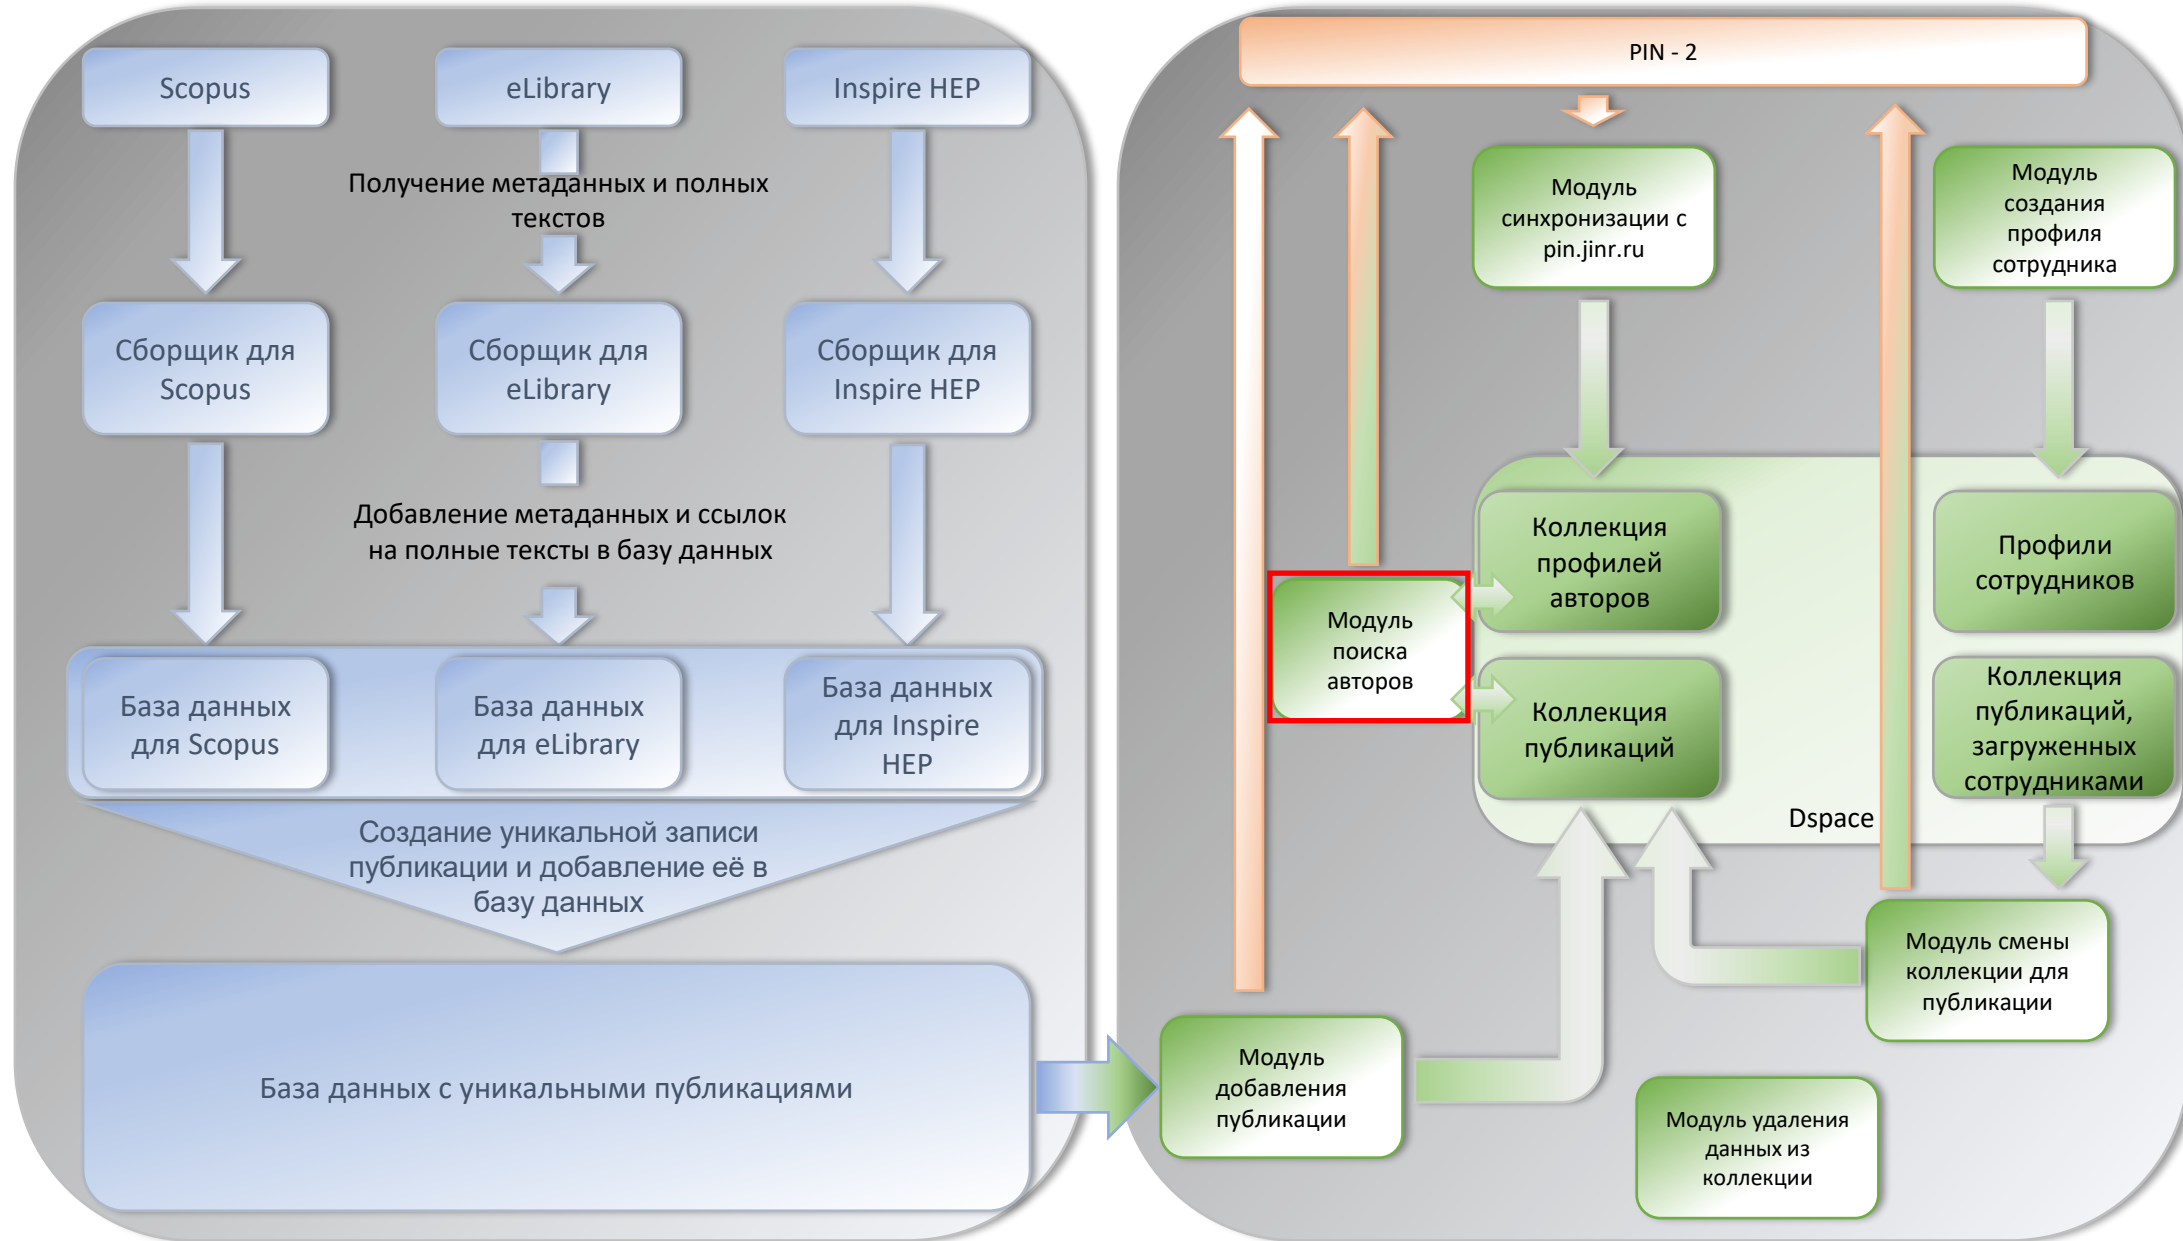 Scopus
eLibrary
Inspire HEP
Получение метаданных и полных
текстов
Сборщик для
Scopus
Сборщик для
eLibrary
Сборщик для
Inspire HEP
Добавление метаданных и ссылок
на полные тексты в базу данных
База данных
для Scopus
База данных
для eLibrary
База данных
для Inspire
HEP
Создание уникальной записи
публикации и добавление её в
базу данных
База данных с уникальными публикациями
PIN - 2
Модуль
синхронизации с
pin.jinr.ru
Модуль
создания
профиля
сотрудника
Коллекция
профилей
авторов
Профили
сотрудников
Модуль
поиска
авторов
Коллекция
публикаций
Коллекция
публикаций,
загруженных
сотрудниками
Dspace
Модуль смены
коллекции для
публикации
Модуль
добавления
публикации
Модуль удаления
данных из
коллекции